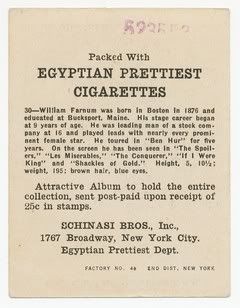 592553
Packed With
EGYPTIAN PRETTIEST
CIGARETTES
30—William Farnum was born in Boston in 1876 and
educated at Bucksport, Maine. His stage career began
at 9 years of age. He was leading man of a stock com-
pany at 16 and played leads with nearly every promi-
nent female star. He toured in "Ben Hur" for five
years. On the screen he has been seen in "The Spoil-
ers," "Les Miserables," "The Conquerer," "If I Were
King" and "Shackles of Gold." Height, 5, 10½;
weight, 195; brown hair, blue eyes.
Attractive Album to hold the entire
collection, sent post-paid upon receipt of
25c in stamps.
SCHINASI BROS., Inc.,
1767 Broadway, New York City.
Egyptian Prettiest Dept.
FACTORY NO. 48 2ND DIST. NEW YORK